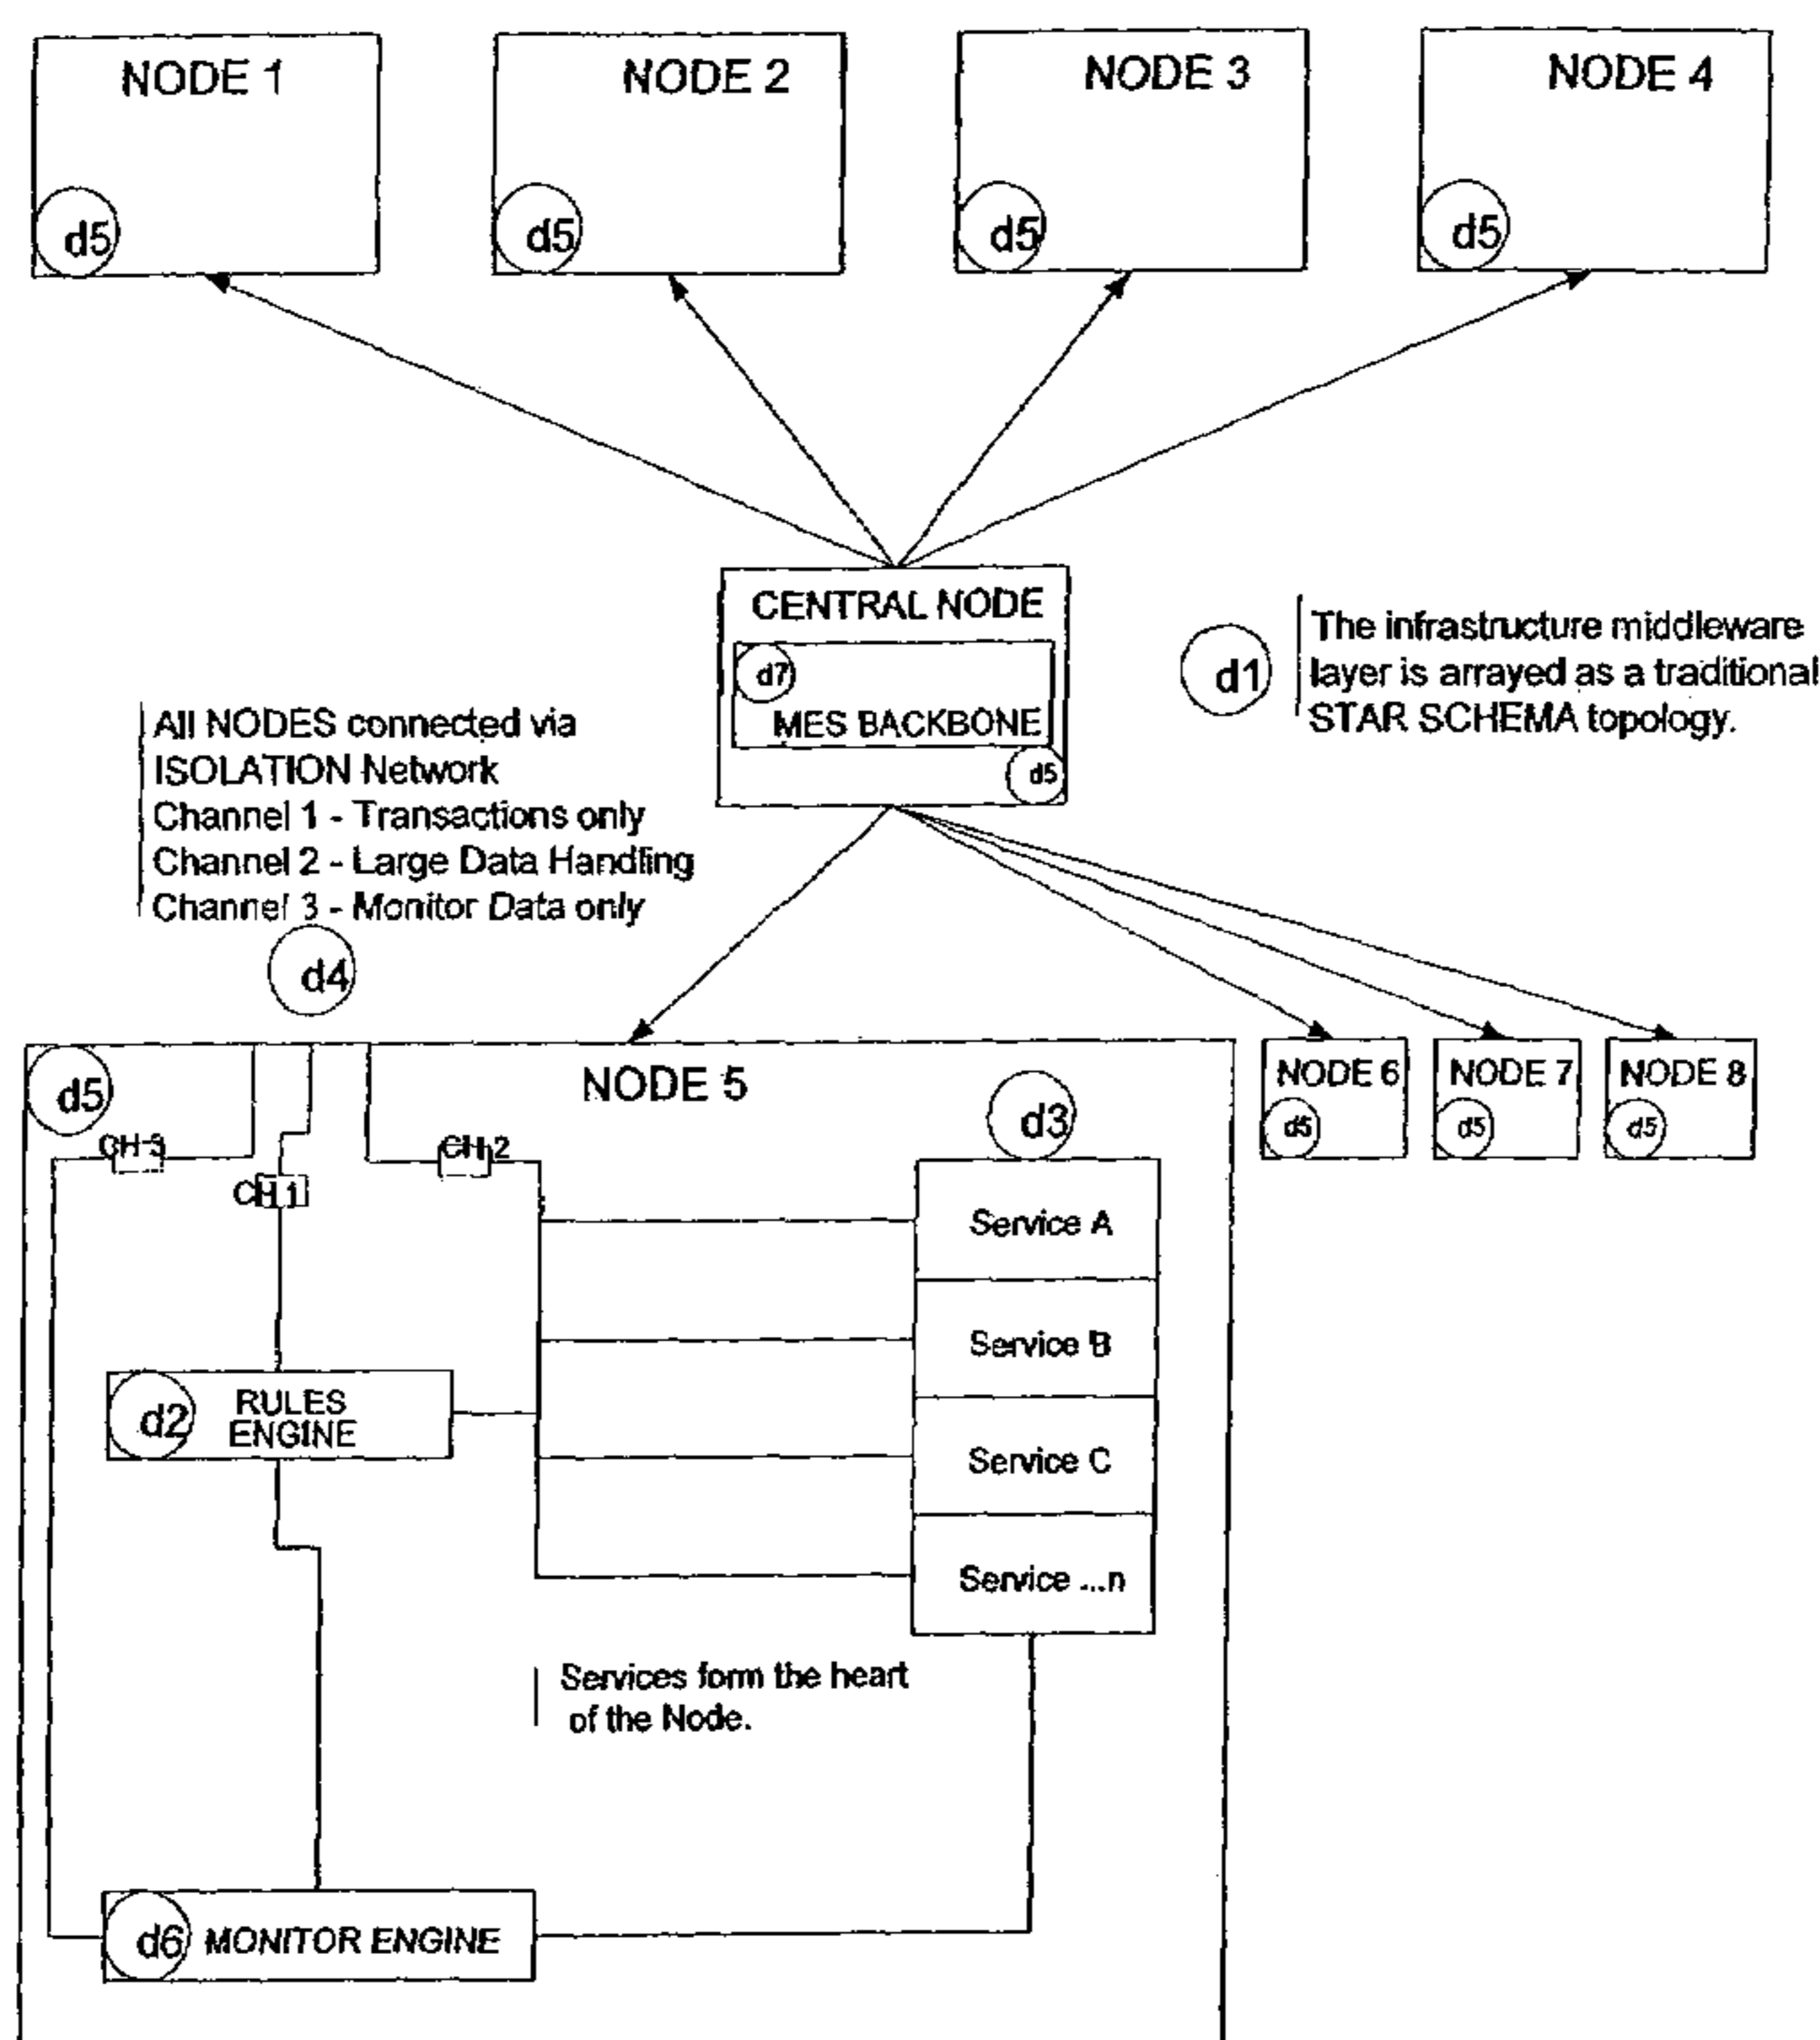 NODE 1
NODE 2
NODE 3
NODE 4
d5
d5
d5
d5
CENTRAL NODE
d7
MES BACKBONE
d5
d1
The infrastructure middleware
layer is arrayed as a traditional
STAR SCHEMA topology.
All NODES connected via
ISOLATION Network
Channel 1 - Transactions only
Channel 2 - Large Data Handling
Channel 3 - Monitor Data only
d4
d5
NODE 5
d3
NODE 6
d5
NODE 7
d5
NODE 8
d5
CH 3
CH 1
CH 2
Service A
Service B
Service C
Service ...n
d2
RULES
ENGINE
Services form the heart
of the Node.
d6
MONITOR ENGINE